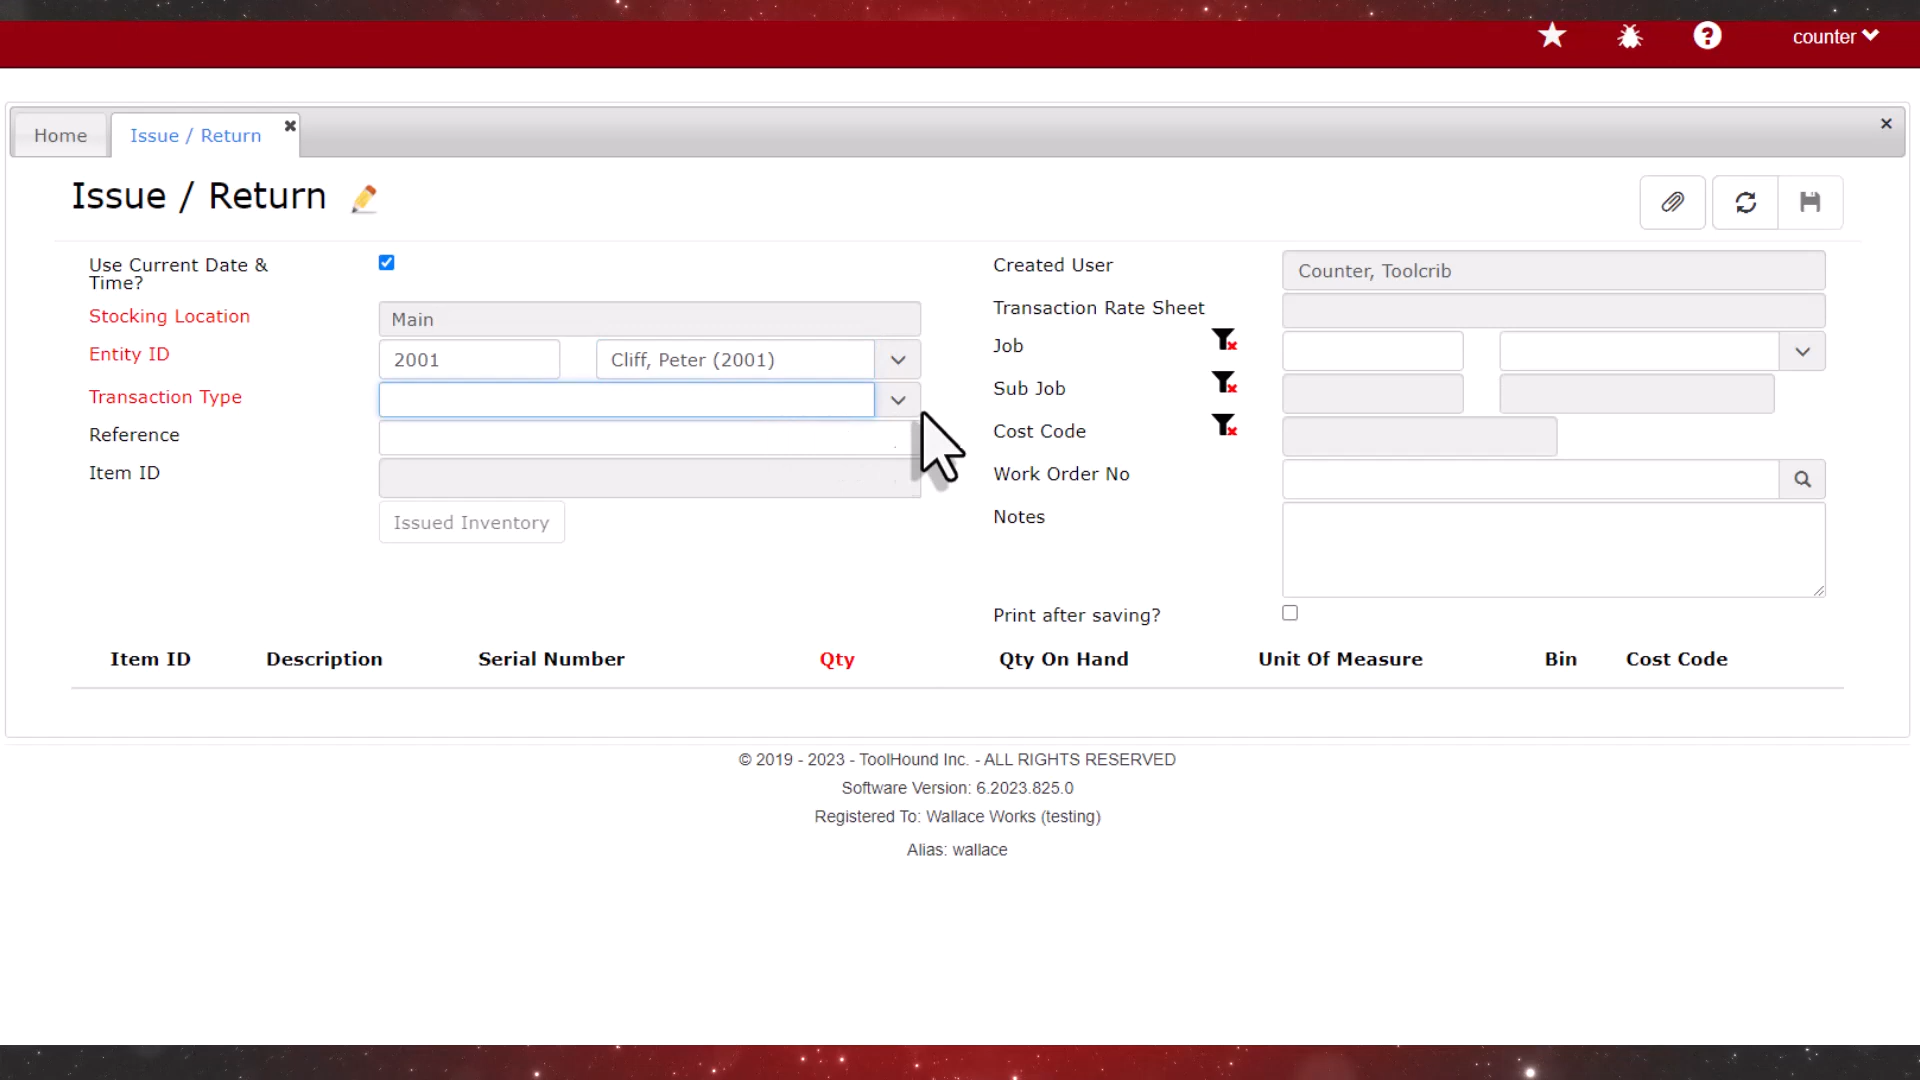 counter
Home
Issue / Return
Issue / Return
Use Current Date &
Time?
Stocking Location
Main
Entity ID
2001
Cliff, Peter (2001)
Transaction Type
Reference
Item ID
Issued Inventory
Created User
Counter, Toolcrib
Transaction Rate Sheet
Job
Sub Job
Cost Code
Work Order No
Notes
Print after saving?
Item ID Description Serial Number Qty Qty On Hand Unit Of Measure Bin Cost Code
© 2019 - 2023 - ToolHound Inc. - ALL RIGHTS RESERVED
Software Version: 6.2023.825.0
Registered To: Wallace Works (testing)
Alias: wallace